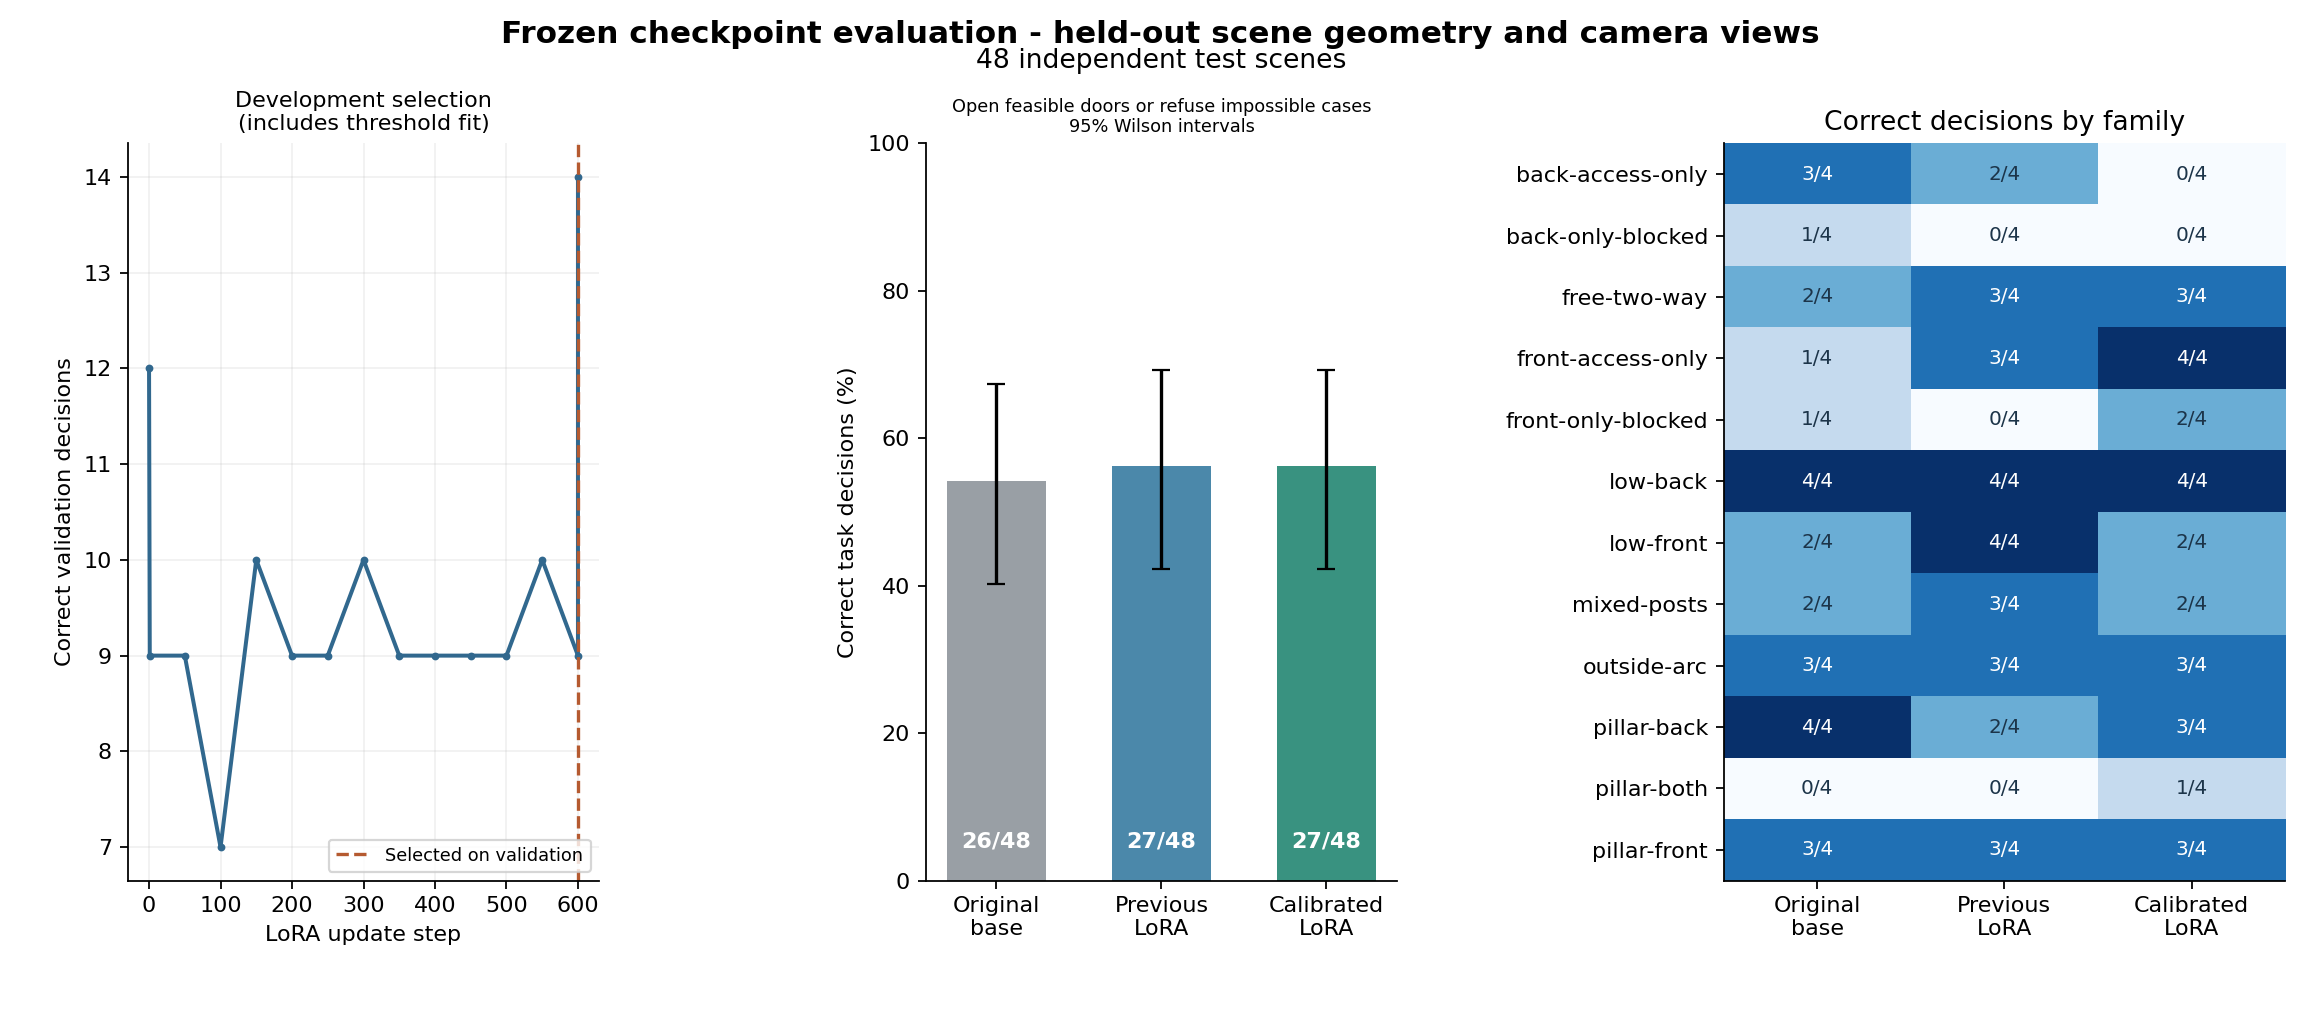 Frozen checkpoint evaluation - held-out scene geometry and camera views
48 independent test scenes
Development selection
(includes threshold fit)
Correct validation decisions
14
13
12
11
10
9
8
7
Selected on validation
0 100 200 300 400 500 600
LoRA update step
Open feasible doors or refuse impossible cases
95% Wilson intervals
Correct task decisions (%)
100
80
60
40
20
0
26/48 27/48 27/48
Original
base
Previous
LoRA
Calibrated
LoRA
Correct decisions by family
back-access-only 3/4 2/4 0/4
back-only-blocked 1/4 0/4 0/4
free-two-way 2/4 3/4 3/4
front-access-only 1/4 3/4 4/4
front-only-blocked 1/4 0/4 2/4
low-back 4/4 4/4 4/4
low-front 2/4 4/4 2/4
mixed-posts 2/4 3/4 2/4
outside-arc 3/4 3/4 3/4
pillar-back 4/4 2/4 3/4
pillar-both 0/4 0/4 1/4
pillar-front 3/4 3/4 3/4
Original
base
Previous
LoRA
Calibrated
LoRA